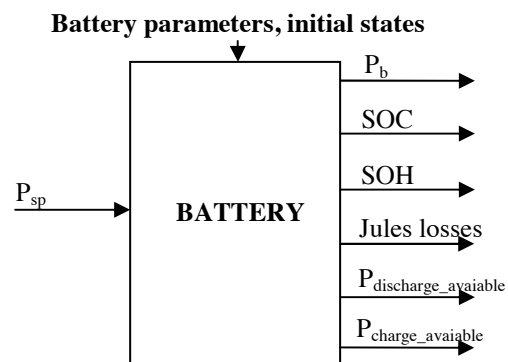 Battery parameters, initial states
P_b
SOC
SOH
P_sp
BATTERY
Jules losses
P_discharge_avaiable
P_charge_avaiable